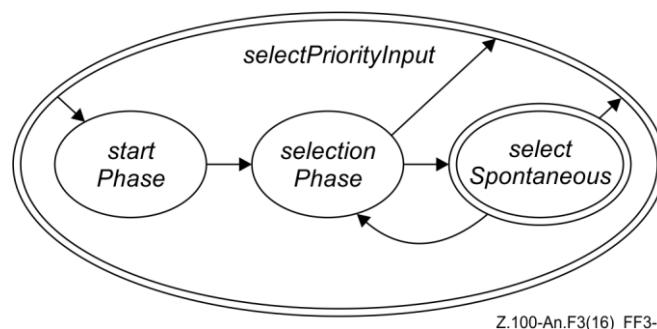 selectPriorityInput
start
Phase
selection
Phase
select
Spontaneous
Z.100-An.F3(16)_FF3-